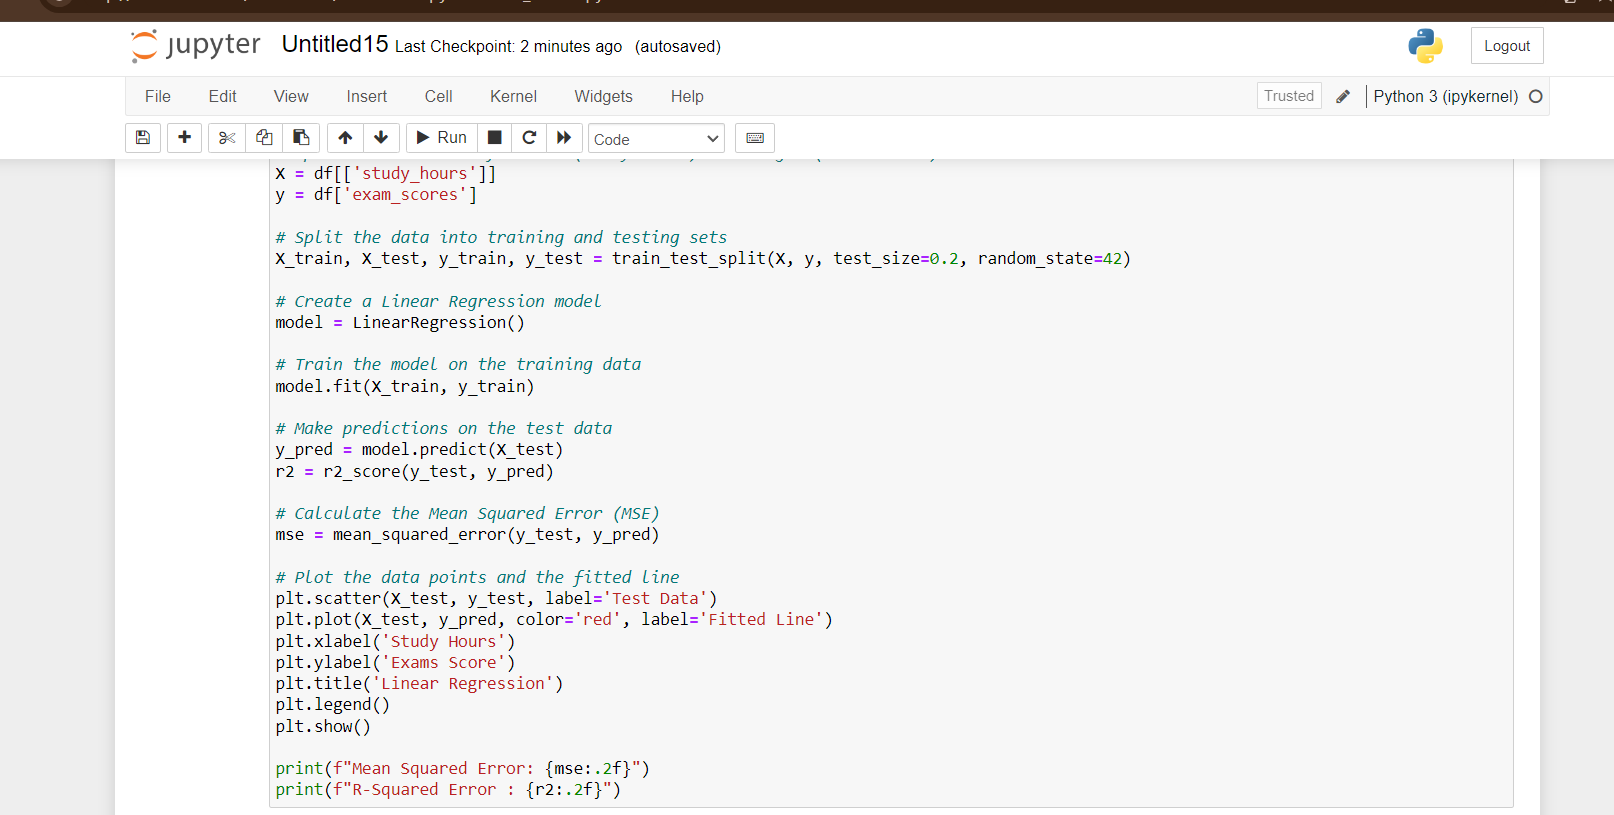 jupyter Untitled15 Last Checkpoint: 2 minutes ago (autosaved) Logout
File Edit View Insert Cell Kernel Widgets Help Trusted Python 3 (ipykernel)
Run Code
X = df[['study_hours']]
y = df['exam_scores']
# Split the data into training and testing sets
X_train, X_test, y_train, y_test = train_test_split(X, y, test_size=0.2, random_state=42)
# Create a Linear Regression model
model = LinearRegression()
# Train the model on the training data
model.fit(X_train, y_train)
# Make predictions on the test data
y_pred = model.predict(X_test)
r2 = r2_score(y_test, y_pred)
# Calculate the Mean Squared Error (MSE)
mse = mean_squared_error(y_test, y_pred)
# Plot the data points and the fitted line
plt.scatter(X_test, y_test, label='Test Data')
plt.plot(X_test, y_pred, color='red', label='Fitted Line')
plt.xlabel('Study Hours')
plt.ylabel('Exams Score')
plt.title('Linear Regression')
plt.legend()
plt.show()
print(f"Mean Squared Error: {mse:.2f}")
print(f"R-Squared Error : {r2:.2f}")